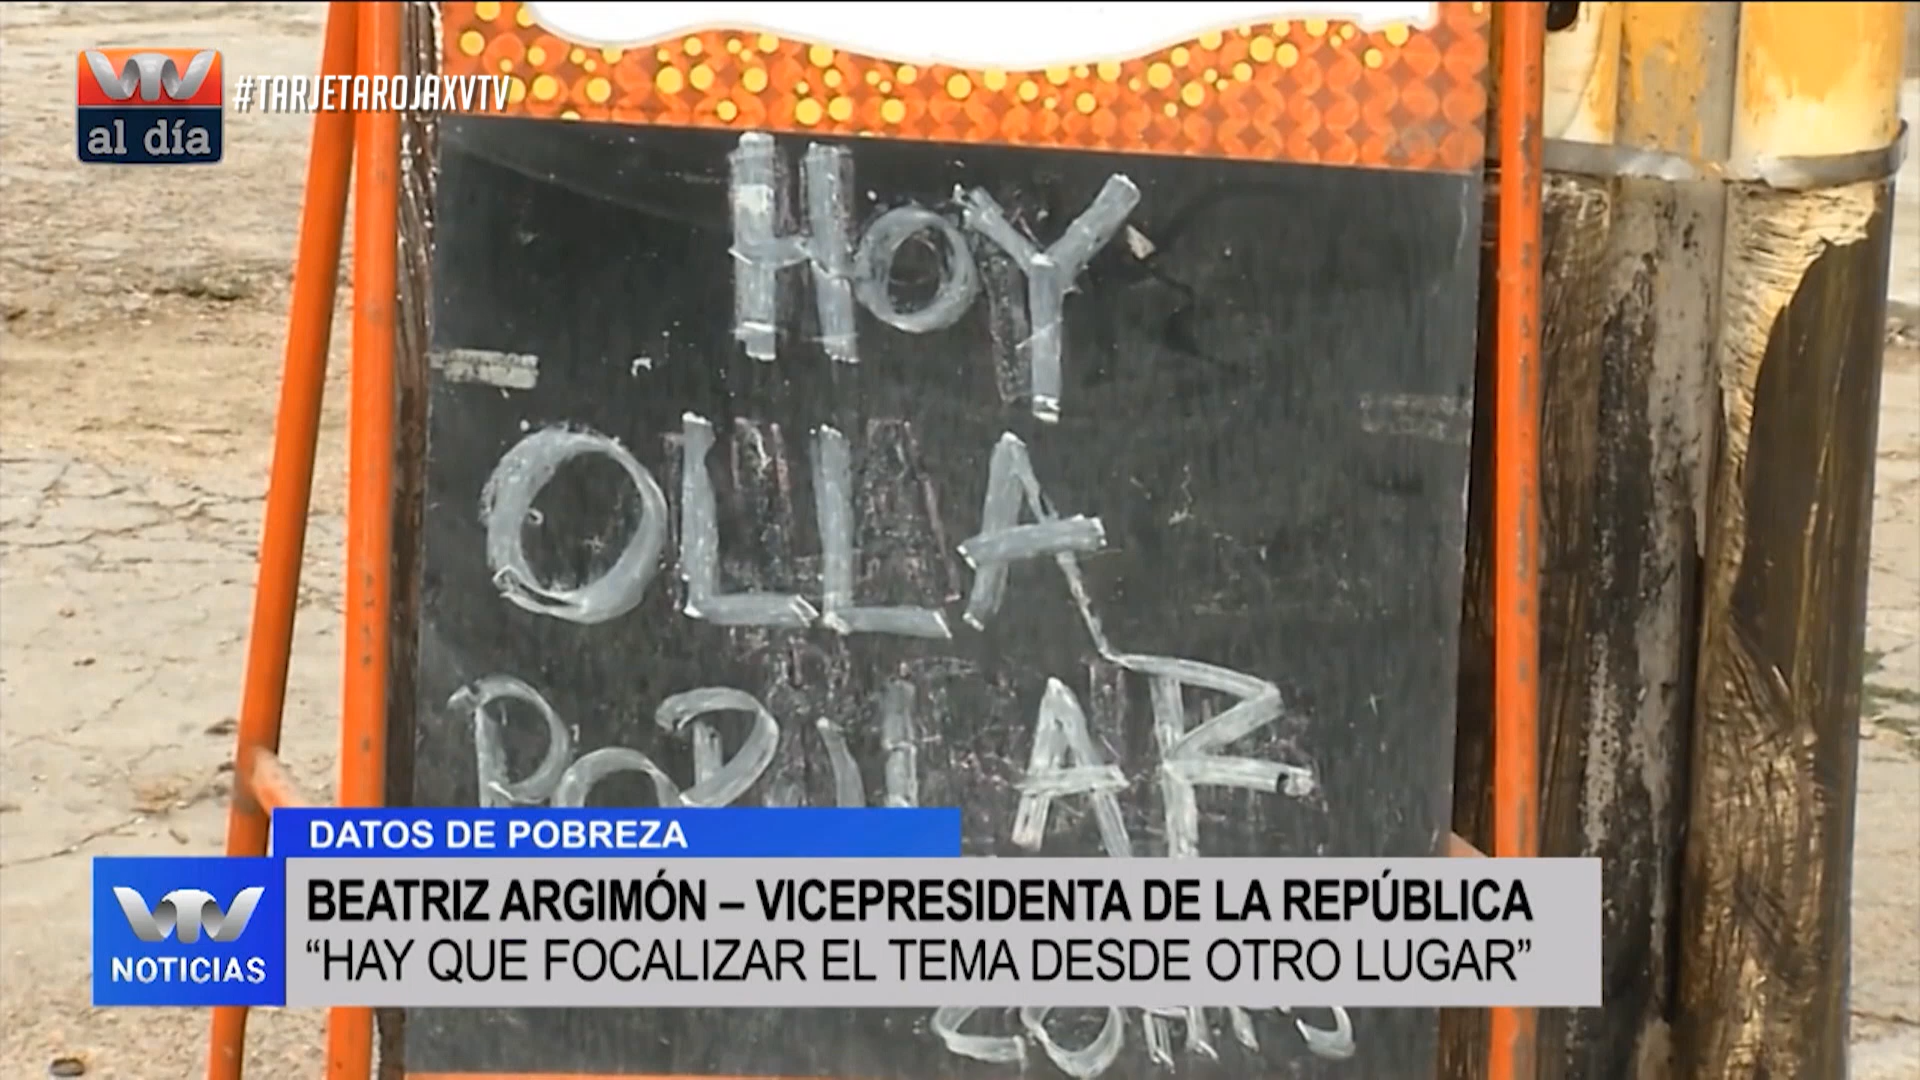 VTV
al día
#TARJETAROJAXVTV
HOY
OLLA
POPULAR
DATOS DE POBREZA
BEATRIZ ARGIMÓN – VICEPRESIDENTA DE LA REPÚBLICA
“HAY QUE FOCALIZAR EL TEMA DESDE OTRO LUGAR”
VTV
NOTICIAS